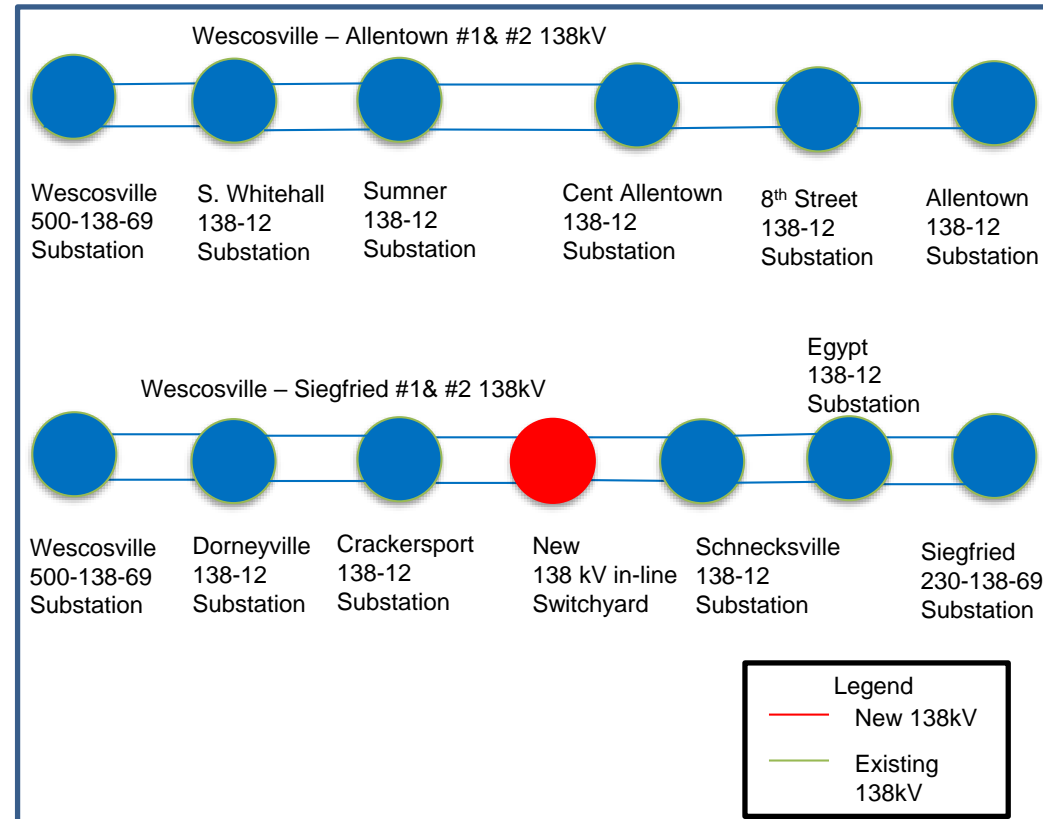 Wescosville – Allentown #1& #2 138kV
Wescosville
500-138-69
Substation
S. Whitehall
138-12
Substation
Sumner
138-12
Substation
Cent Allentown
138-12
Substation
8th Street
138-12
Substation
Allentown
138-12
Substation
Wescosville – Siegfried #1& #2 138kV
Egypt
138-12
Substation
Wescosville
500-138-69
Substation
Dorneyville
138-12
Substation
Crackersport
138-12
Substation
New
138 kV in-line
Switchyard
Schnecksville
138-12
Substation
Siegfried
230-138-69
Substation
Legend
New 138kV
Existing
138kV